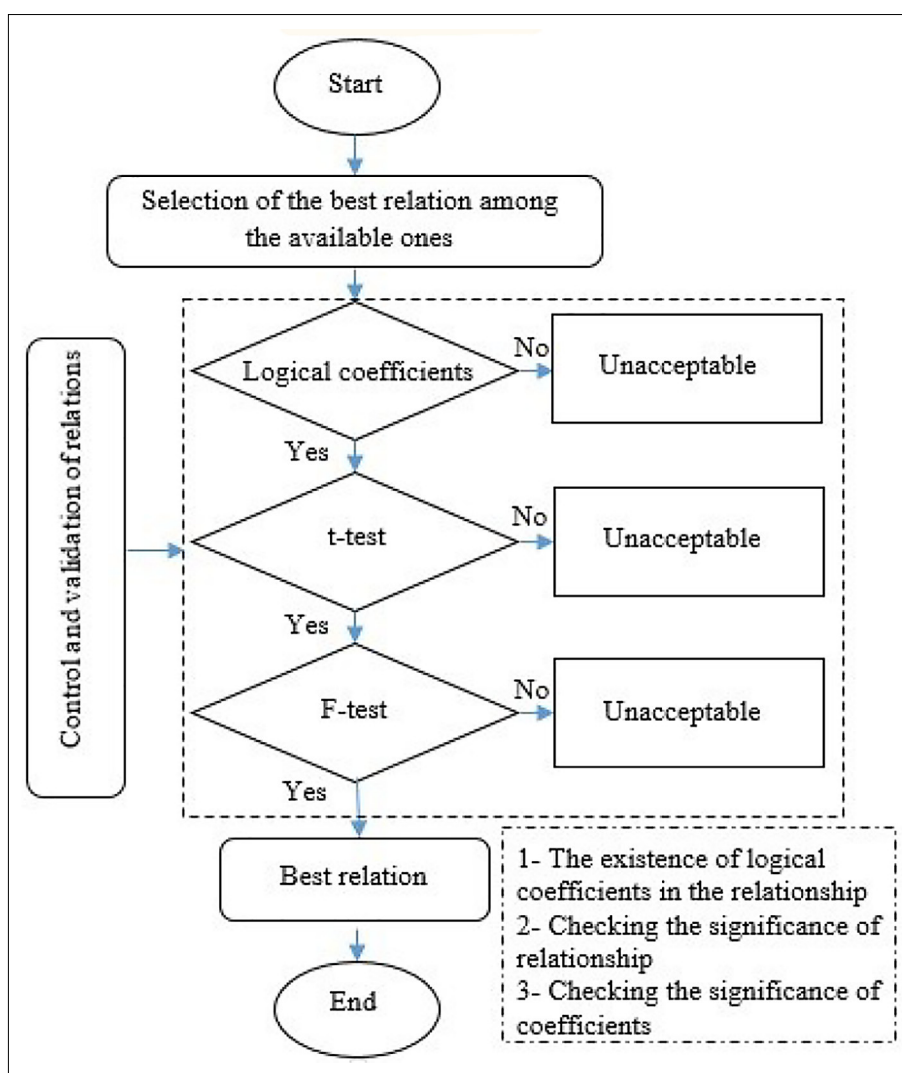 Start
Selection of the best relation among
the available ones
Control and validation of relations
Logical coefficients
No
Unacceptable
Yes
t-test
No
Unacceptable
Yes
F-test
No
Unacceptable
Yes
Best relation
End
1- The existence of logical
coefficients in the relationship
2- Checking the significance of
relationship
3- Checking the significance of
coefficients